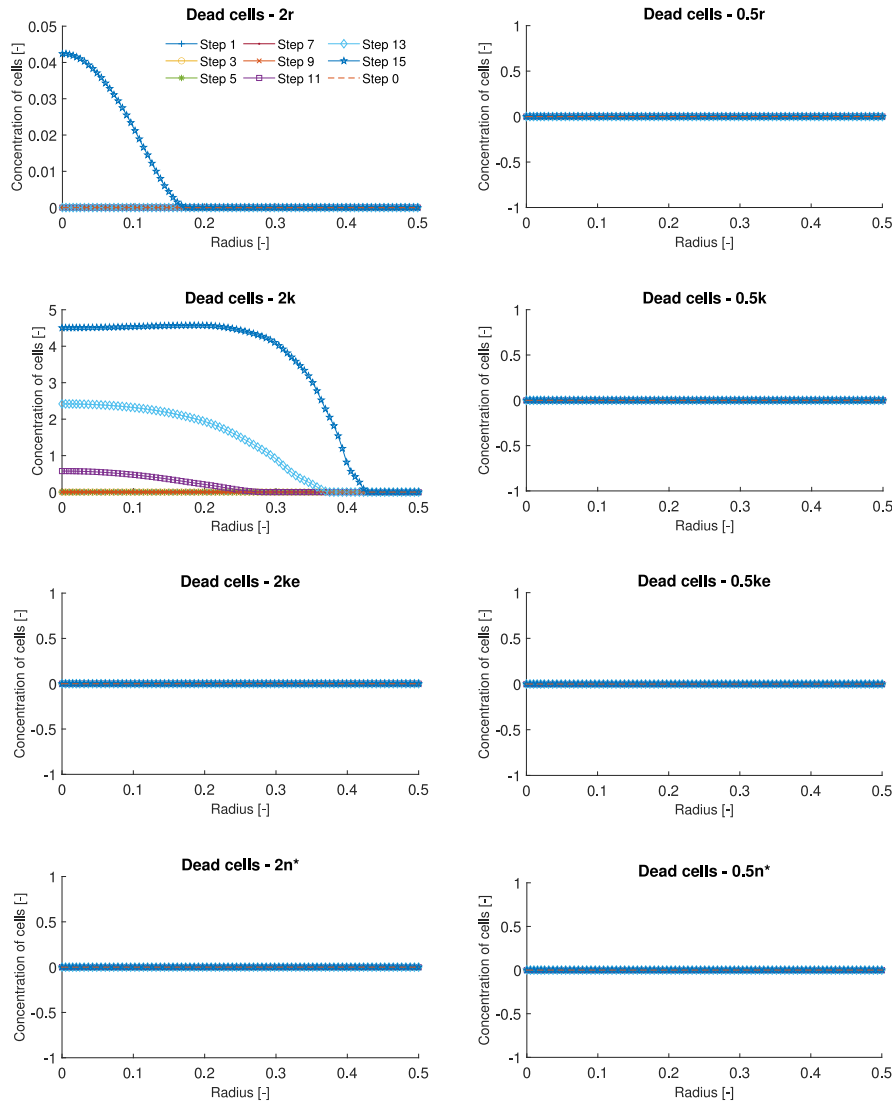 Dead cells - 2r
Concentration of cells [-]
0.05
0.04
0.03
0.02
0.01
0
Step 1
Step 7
Step 13
Step 3
Step 9
Step 15
Step 5
Step 11
Step 0
0 0.1 0.2 0.3 0.4 0.5
Radius [-]
Dead cells - 0.5r
Concentration of cells [-]
1
0.5
0
-0.5
-1
0 0.1 0.2 0.3 0.4 0.5
Radius [-]
Dead cells - 2k
Concentration of cells [-]
5
4
3
2
1
0
0 0.1 0.2 0.3 0.4 0.5
Radius [-]
Dead cells - 0.5k
Concentration of cells [-]
1
0.5
0
-0.5
-1
0 0.1 0.2 0.3 0.4 0.5
Radius [-]
Dead cells - 2ke
Concentration of cells [-]
1
0.5
0
-0.5
-1
0 0.1 0.2 0.3 0.4 0.5
Radius [-]
Dead cells - 0.5ke
Concentration of cells [-]
1
0.5
0
-0.5
-1
0 0.1 0.2 0.3 0.4 0.5
Radius [-]
Dead cells - 2n*
Concentration of cells [-]
1
0.5
0
-0.5
-1
0 0.1 0.2 0.3 0.4 0.5
Radius [-]
Dead cells - 0.5n*
Concentration of cells [-]
1
0.5
0
-0.5
-1
0 0.1 0.2 0.3 0.4 0.5
Radius [-]